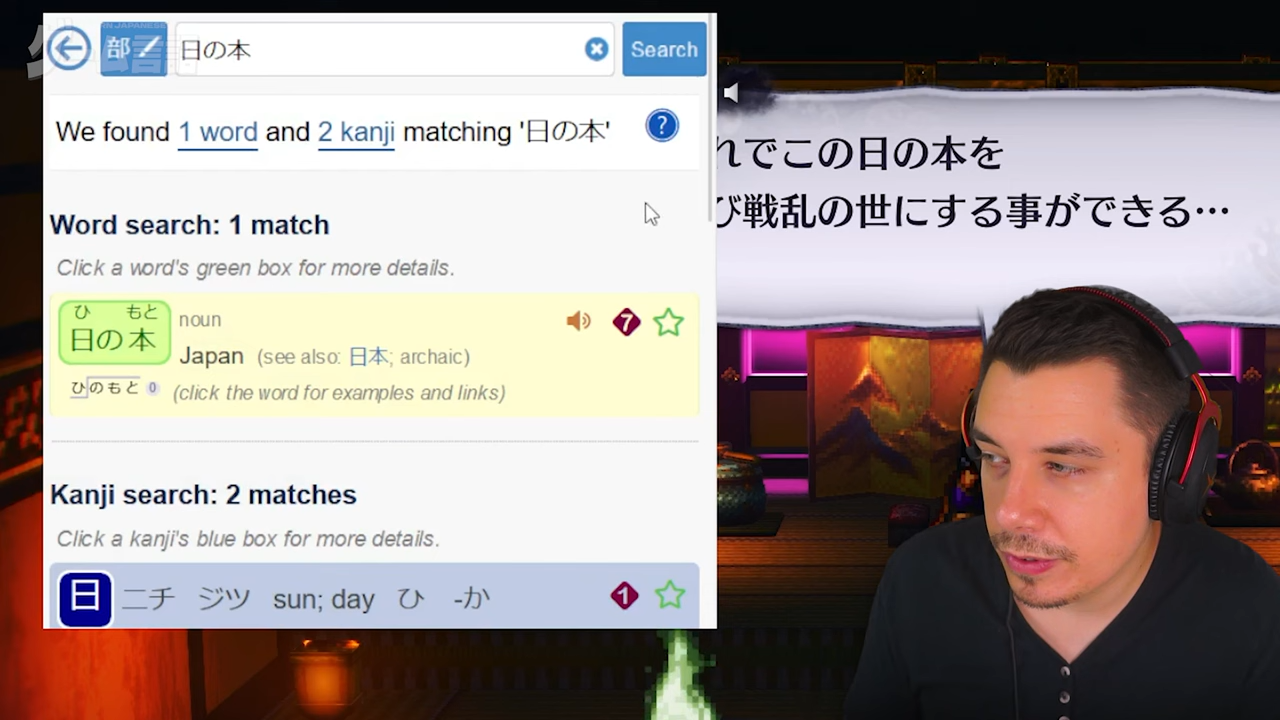 部
日の本
Search
We found 1 word and 2 kanji matching '日の本'
?
Word search: 1 match
Click a word's green box for more details.
ひ もと
日の本
noun
7
Japan (see also: 日本; archaic)
ひのもと 0
(click the word for examples and links)
Kanji search: 2 matches
Click a kanji's blue box for more details.
日 ニチ ジツ sun; day ひ -か
1
れでこの日の本を
び戦乱の世にする事ができる…